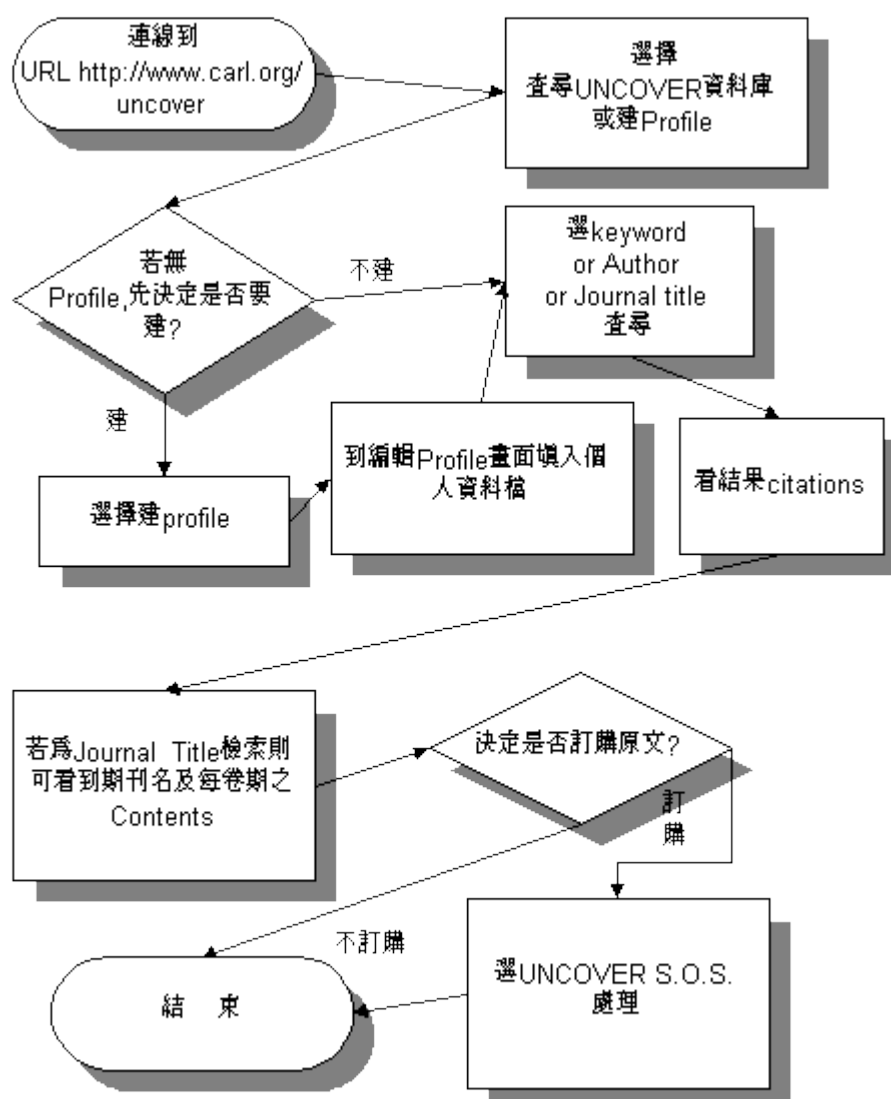 連線到
URL http://www.carl.org/
uncover
選擇
查尋UNCOVER資料庫
或建Profile
若無
Profile,先決定是否要
建?
不建
選keyword
or Author
or Journal title
查尋
建
選擇建profile
到編輯Profile畫面填入個
人資料檔
看結果citations
若為Journal Title檢索則
可看到期刊名及每卷期之
Contents
決定是否訂購原文?
訂
購
不訂購
選UNCOVER S.O.S.
處理
結 束